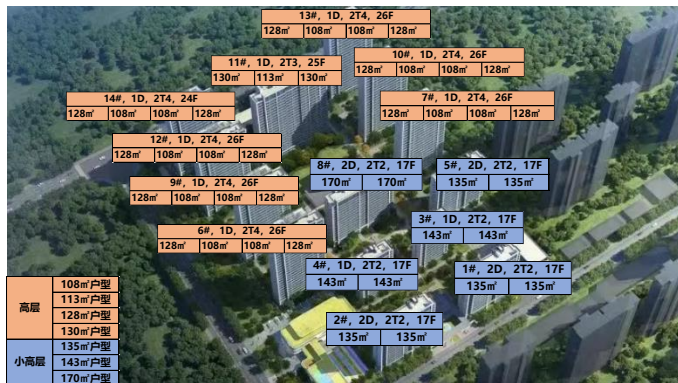 13#，1D，2T4，26F
128㎡ 108㎡ 108㎡ 128㎡
11#，1D，2T3，25F
130㎡ 113㎡ 130㎡
10#，1D，2T4，26F
128㎡ 108㎡ 108㎡ 128㎡
14#，1D，2T4，24F
128㎡ 108㎡ 108㎡ 128㎡
7#，1D，2T4，26F
128㎡ 108㎡ 108㎡ 128㎡
12#，1D，2T4，26F
128㎡ 108㎡ 108㎡ 128㎡
8#，2D，2T2，17F
170㎡ 170㎡
5#，2D，2T2，17F
135㎡ 135㎡
9#，1D，2T4，26F
128㎡ 108㎡ 108㎡ 128㎡
3#，1D，2T2，17F
143㎡ 143㎡
6#，1D，2T4，26F
128㎡ 108㎡ 108㎡ 128㎡
4#，1D，2T2，17F
143㎡ 143㎡
1#，2D，2T2，17F
135㎡ 135㎡
2#，2D，2T2，17F
135㎡ 135㎡
高层
108㎡户型
113㎡户型
128㎡户型
130㎡户型
小高层
135㎡户型
143㎡户型
170㎡户型